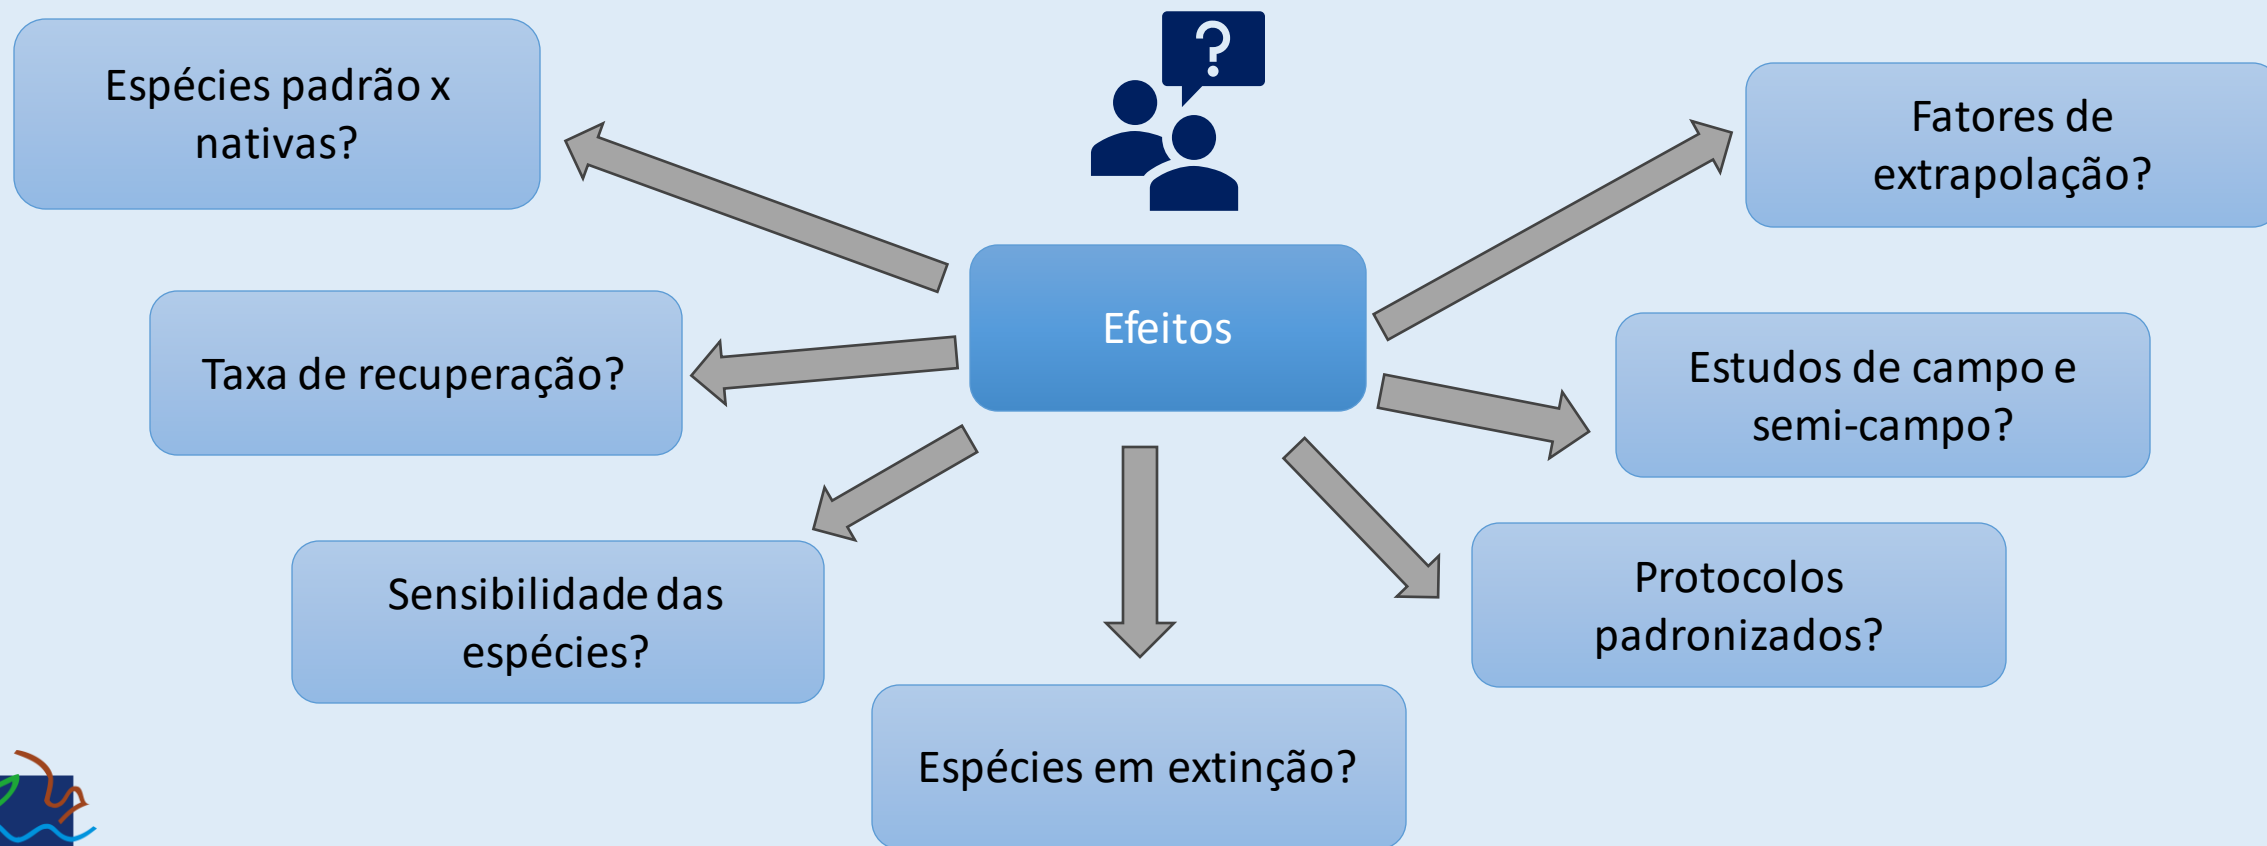 ?
Espécies padrão x
nativas?
Fatores de
extrapolação?
Efeitos
Taxa de recuperação?
Estudos de campo e
semi-campo?
Sensibilidade das
espécies?
Protocolos
padronizados?
Espécies em extinção?